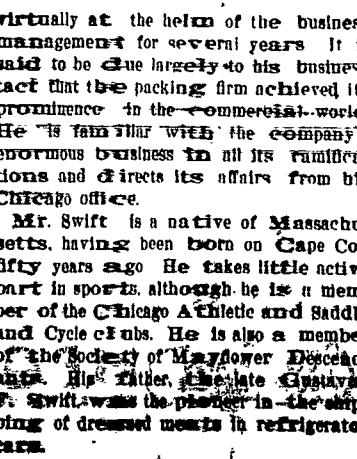 virtually at the helm of the busines
management for several years It
said to be due largely to his busines
tact that the packing firm achieved it
prominence in the commercial world
He is familiar with the company
enormous business in all its ramific
tions and directs its affairs from hi
Chicago office.
Mr. Swift is a native of Massachu
setts, having been born on Cape Co
fifty years ago He takes little activ
part in sports, although he is a mem
ber of the Chicago Athletic and Saddl
and Cycle clubs. He is also a membe
of the Society of Mayflower Descend
ants. His father, the late Gustavu
F. Swift, was the pioneer in the ship
ping of dressed meats in refrigerato
cars.